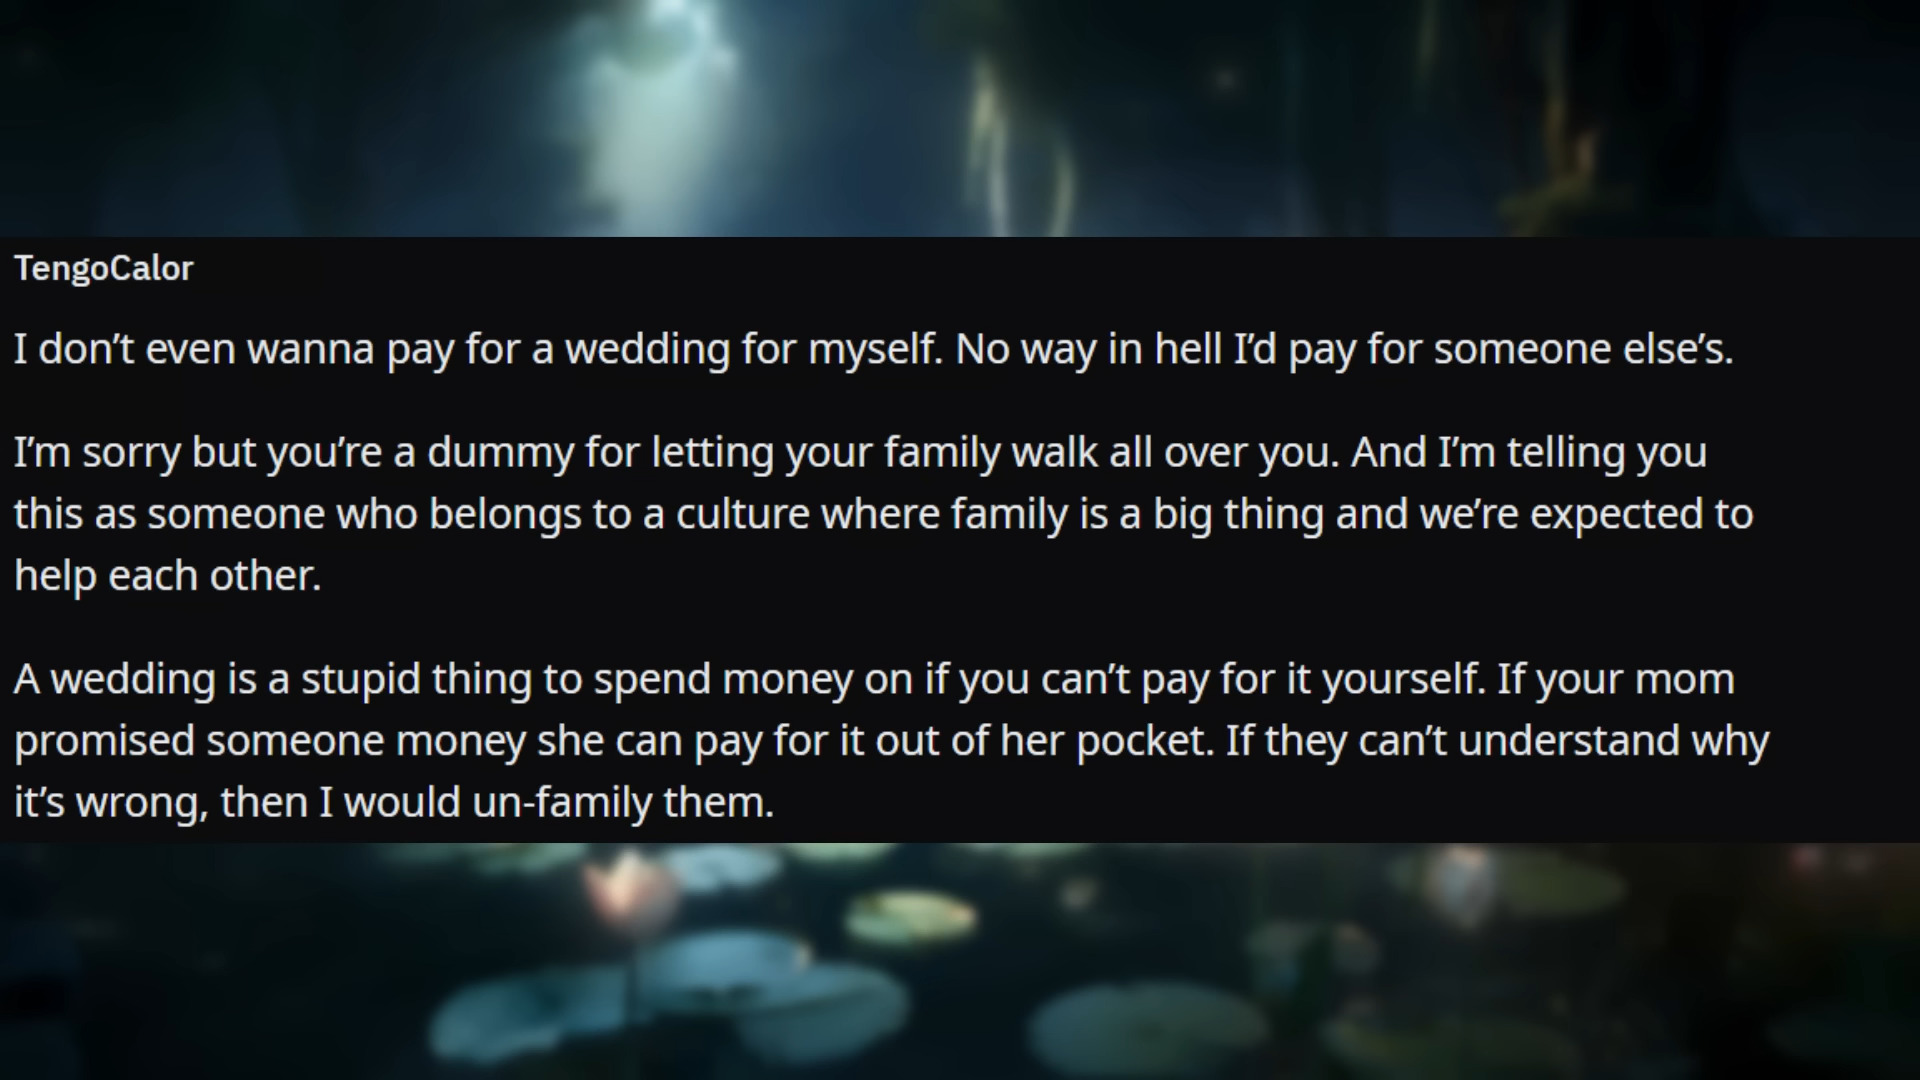 TengoCalor
I don’t even wanna pay for a wedding for myself. No way in hell I’d pay for someone else’s.
I’m sorry but you’re a dummy for letting your family walk all over you. And I’m telling you
this as someone who belongs to a culture where family is a big thing and we’re expected to
help each other.
A wedding is a stupid thing to spend money on if you can’t pay for it yourself. If your mom
promised someone money she can pay for it out of her pocket. If they can’t understand why
it’s wrong, then I would un-family them.